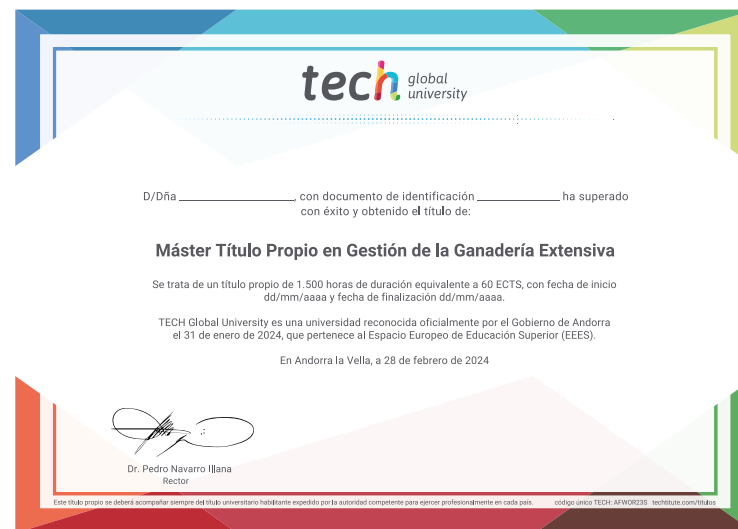 tech global
university
D/Dña ______________, con documento de identificación ______________ ha superado
con éxito y obtenido el título de:
Máster Título Propio en Gestión de la Ganadería Extensiva
Se trata de un título propio de 1.500 horas de duración equivalente a 60 ECTS, con fecha de inicio
dd/mm/aaaa y fecha de finalización dd/mm/aaaa.
TECH Global University es una universidad reconocida oficialmente por el Gobierno de Andorra
el 31 de enero de 2024, que pertenece al Espacio Europeo de Educación Superior (EEES).
En Andorra la Vella, a 28 de febrero de 2024
Dr. Pedro Navarro Illana
Rector
Este título propio se deberá acompañar siempre del título universitario habilitante expedido por la autoridad competente para ejercer profesionalmente en cada país. código único TECH: AFWOR23S techtitute.com/titulos